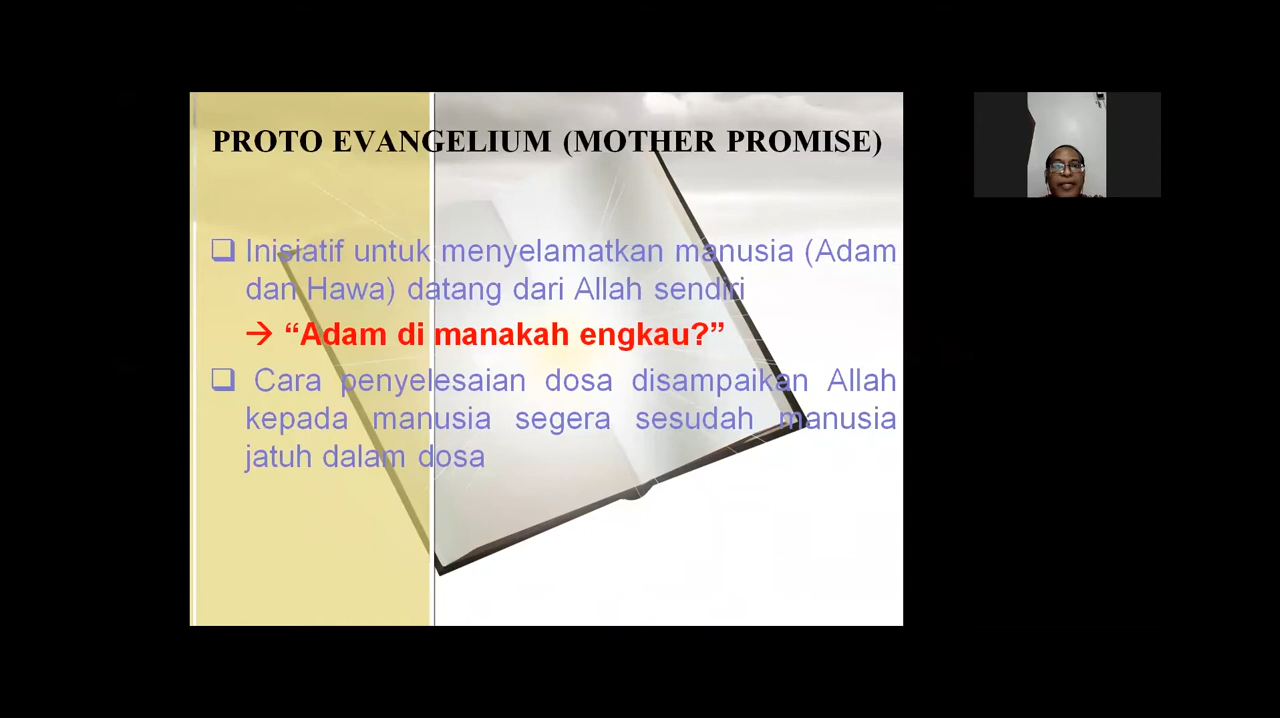 PROTO EVANGELIUM (MOTHER PROMISE)
❑ Inisiatif untuk menyelamatkan manusia (Adam
dan Hawa) datang dari Allah sendiri
→ “Adam di manakah engkau?”
❑ Cara penyelesaian dosa disampaikan Allah
kepada manusia segera sesudah manusia
jatuh dalam dosa